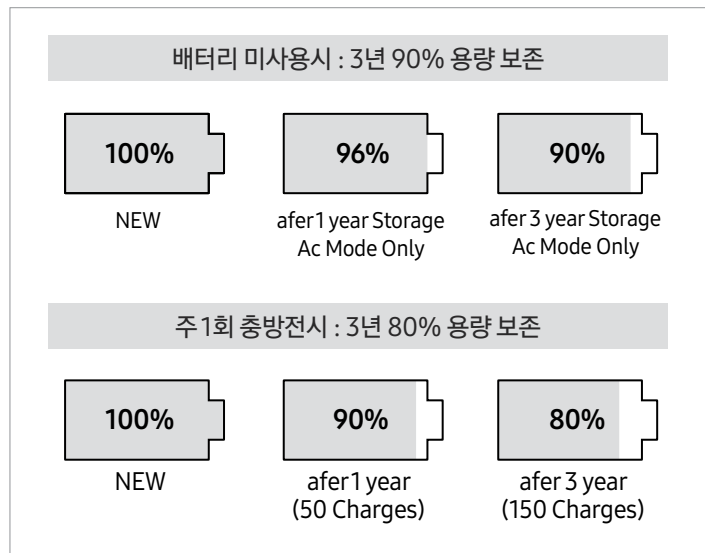 배터리 미사용시 : 3년 90% 용량 보존
100%
96%
90%
NEW
afer 1 year Storage
Ac Mode Only
afer 3 year Storage
Ac Mode Only
주 1회 충방전시 : 3년 80% 용량 보존
100%
90%
80%
NEW
afer 1 year
(50 Charges)
afer 3 year
(150 Charges)